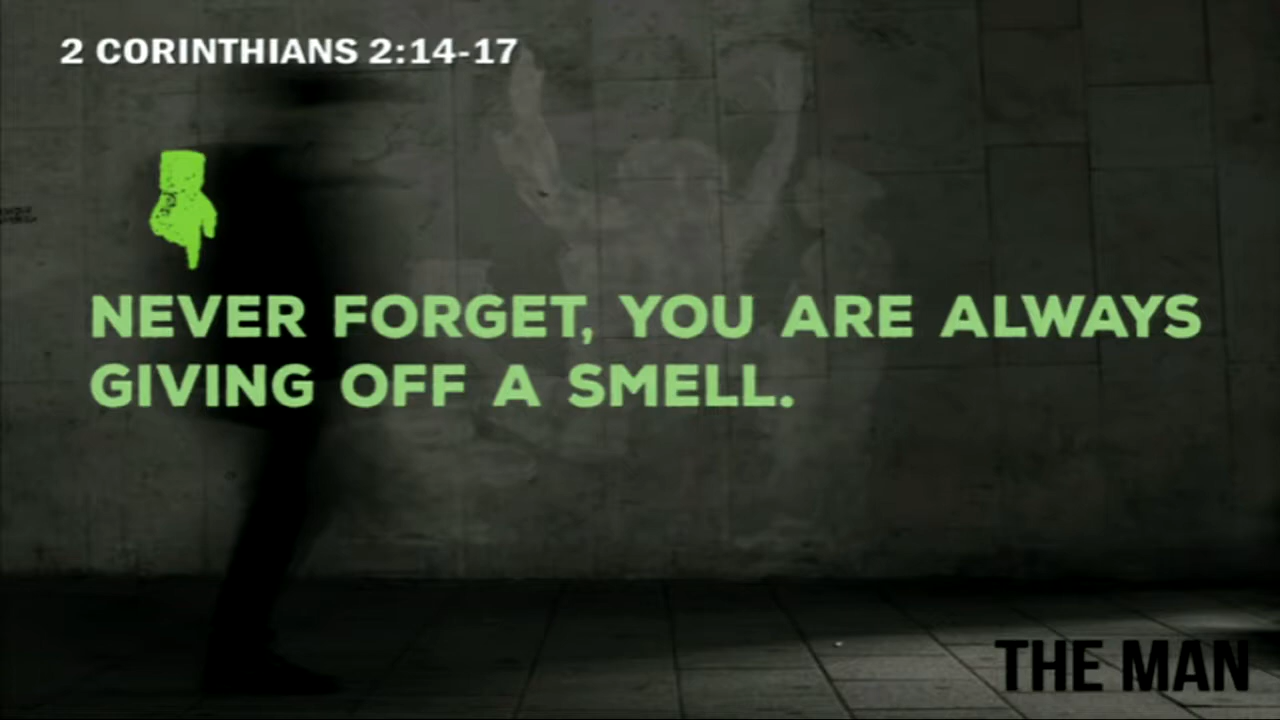 2 CORINTHIANS 2:14-17
NEVER FORGET, YOU ARE ALWAYS
GIVING OFF A SMELL.
THE MAN